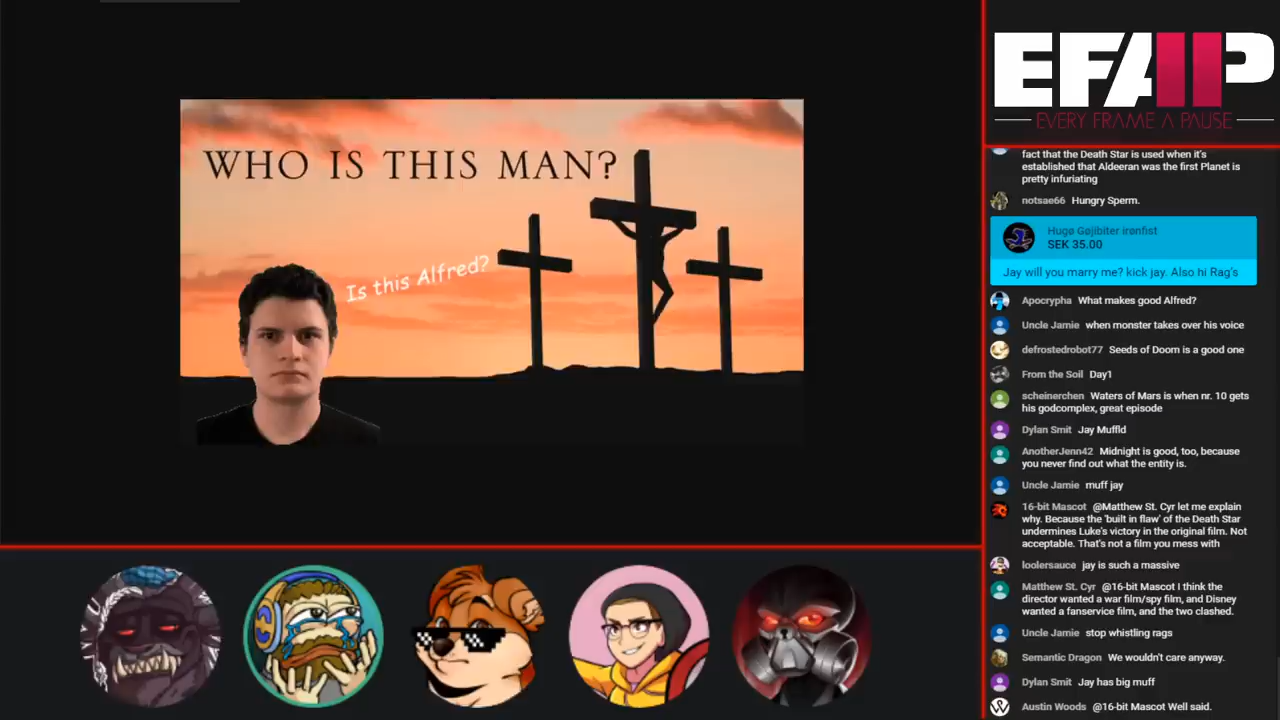 WHO IS THIS MAN?
Is this Alfred?
EFAP
EVERY FRAME A PAUSE
fact that the Death Star is used when it's
established that Aldeeran was the first Planet is
pretty infuriating
notsae66 Hungry Sperm.
Hugø Gøjibiter irønfist
SEK 35.00
Jay will you marry me? kick jay. Also hi Rag's
Apocrypha What makes good Alfred?
Uncle Jamie when monster takes over his voice
defrostedrobot77 Seeds of Doom is a good one
From the Soil Day1
scheinerchen Waters of Mars is when nr. 10 gets
his godcomplex, great episode
Dylan Smit Jay Muffld
AnotherJenn42 Midnight is good, too, because
you never find out what the entity is.
Uncle Jamie muff jay
16-bit Mascot @Matthew St. Cyr let me explain
why. Because the 'built in flaw' of the Death Star
undermines Luke's victory in the original film. Not
acceptable. That's not a film you mess with
loolersauce jay is such a massive
Matthew St. Cyr @16-bit Mascot I think the
director wanted a war film/spy film, and Disney
wanted a fanservice film, and the two clashed.
Uncle Jamie stop whistling rags
Semantic Dragon We wouldn't care anyway.
Dylan Smit Jay has big muff
Austin Woods @16-bit Mascot Well said.